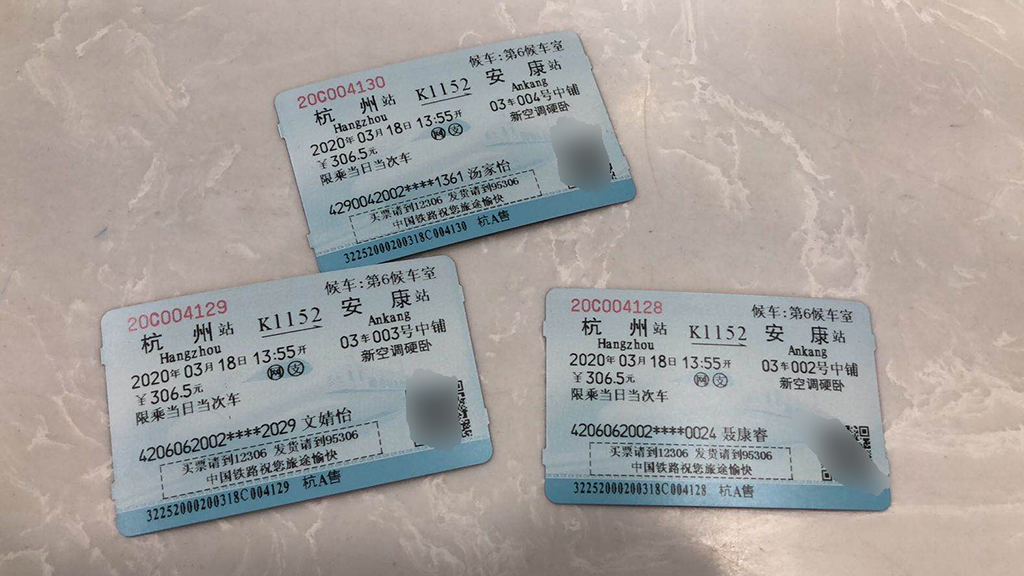 20C004130
候车:第6候车室
杭 州站 K1152 安 康站
Hangzhou Ankang
2020年03月18日 13:55开 03车004号中铺
¥306.5元 网 支 新空调硬卧
限乘当日当次车
4290042002****1361 汤家怡
买票请到12306 发货请到95306
中国铁路祝您旅途愉快
32252000200318C004130 杭A售
20C004129
候车:第6候车室
杭 州站 K1152 安 康站
Hangzhou Ankang
2020年03月18日 13:55开 03车003号中铺
¥306.5元 网 支 新空调硬卧
限乘当日当次车
4206062002****2029 文婧怡
买票请到12306 发货请到95306
中国铁路祝您旅途愉快
32252000200318C004129 杭A售
20C004128
候车:第6候车室
杭 州站 K1152 安 康站
Hangzhou Ankang
2020年03月18日 13:55开 03车002号中铺
¥306.5元 网 支 新空调硬卧
限乘当日当次车
4206062002****0024 聂康睿
买票请到12306 发货请到95306
中国铁路祝您旅途愉快
32252000200318C004128 杭A售